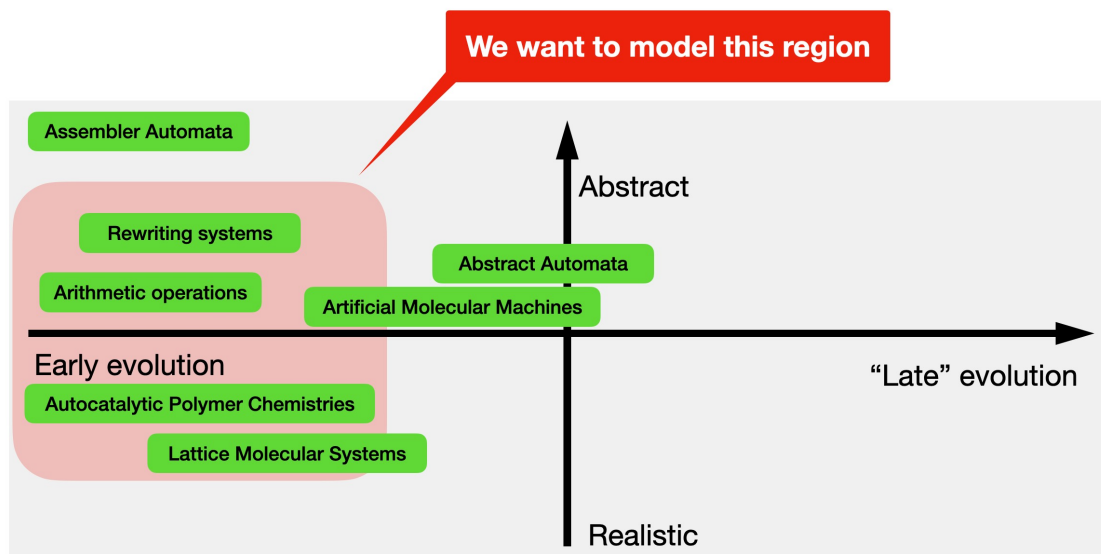 We want to model this region
Assembler Automata
Abstract
Rewriting systems
Abstract Automata
Arithmetic operations
Artificial Molecular Machines
Early evolution
“Late” evolution
Autocatalytic Polymer Chemistries
Lattice Molecular Systems
Realistic